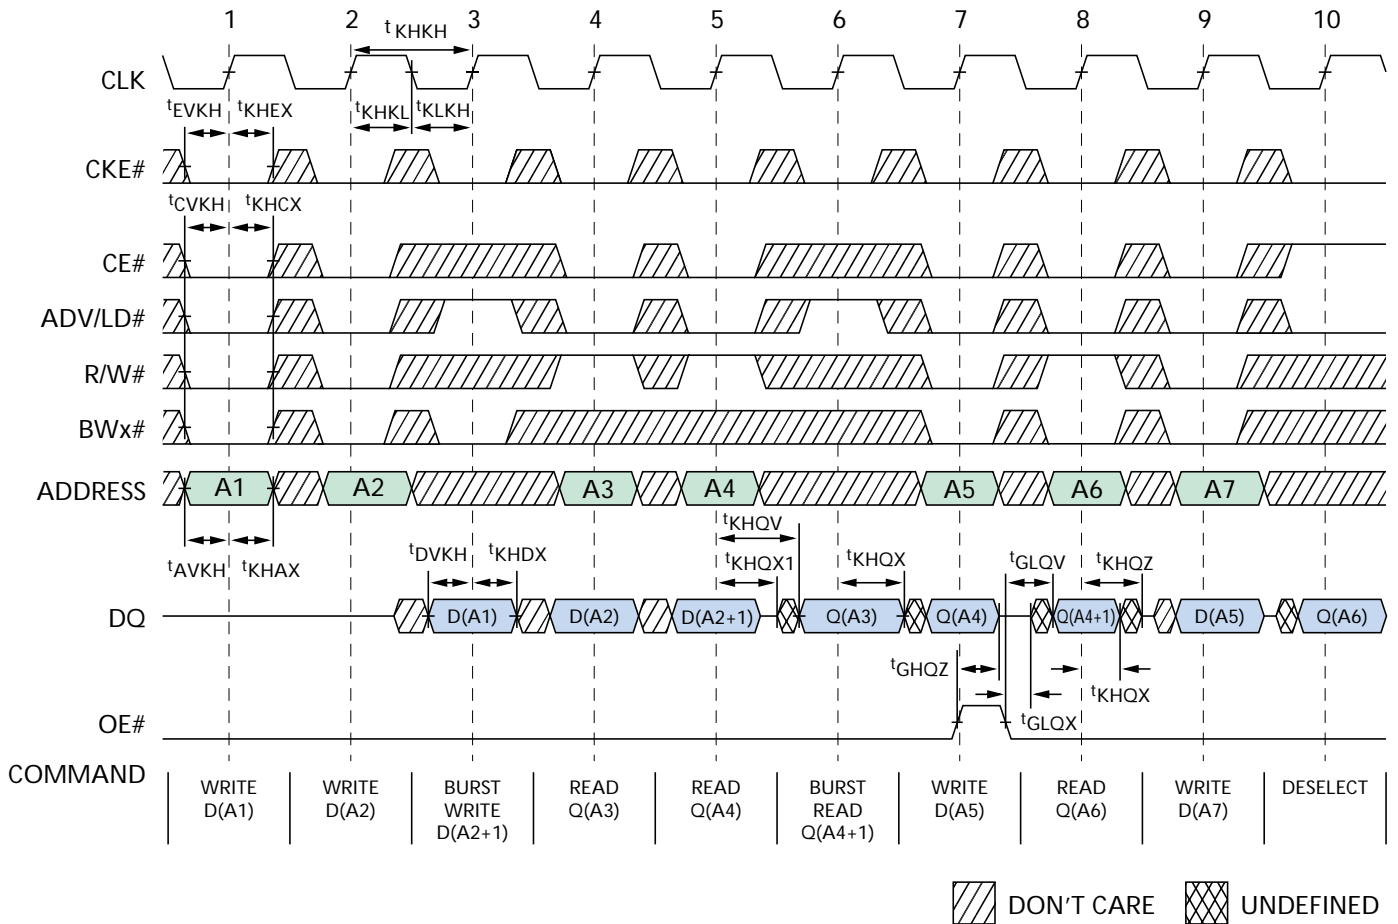 1 2 3 4 5 6 7 8 9 10
tKHKH
CLK
tEVKH tKHEX tKHKL tKLKH
CKE#
tCVKH tKHCX
CE#
ADV/LD#
R/W#
BWx#
ADDRESS A1 A2 A3 A4 A5 A6 A7
tKHQV
tAVKH tKHAX tDVKH tKHDX tKHQX1 tKHQX tGLQV tKHQZ
DQ D(A1) D(A2) D(A2+1) Q(A3) Q(A4) Q(A4+1) D(A5) Q(A6)
tGHQZ tKHQX
tGLQX
OE#
COMMAND
WRITE D(A1)
WRITE D(A2)
BURST WRITE D(A2+1)
READ Q(A3)
READ Q(A4)
BURST READ Q(A4+1)
WRITE D(A5)
READ Q(A6)
WRITE D(A7)
DESELECT
DON'T CARE UNDEFINED